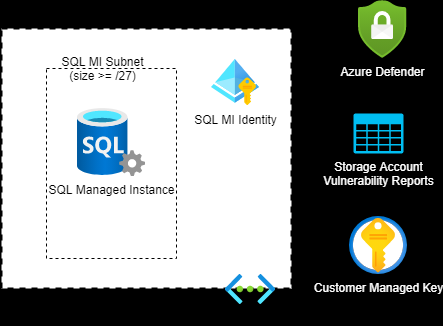 SQL MI Subnet
(size >= /27)
SQL
SQL Managed Instance
SQL MI Identity
Azure Defender
Storage Account
Vulnerability Reports
Customer Managed Key